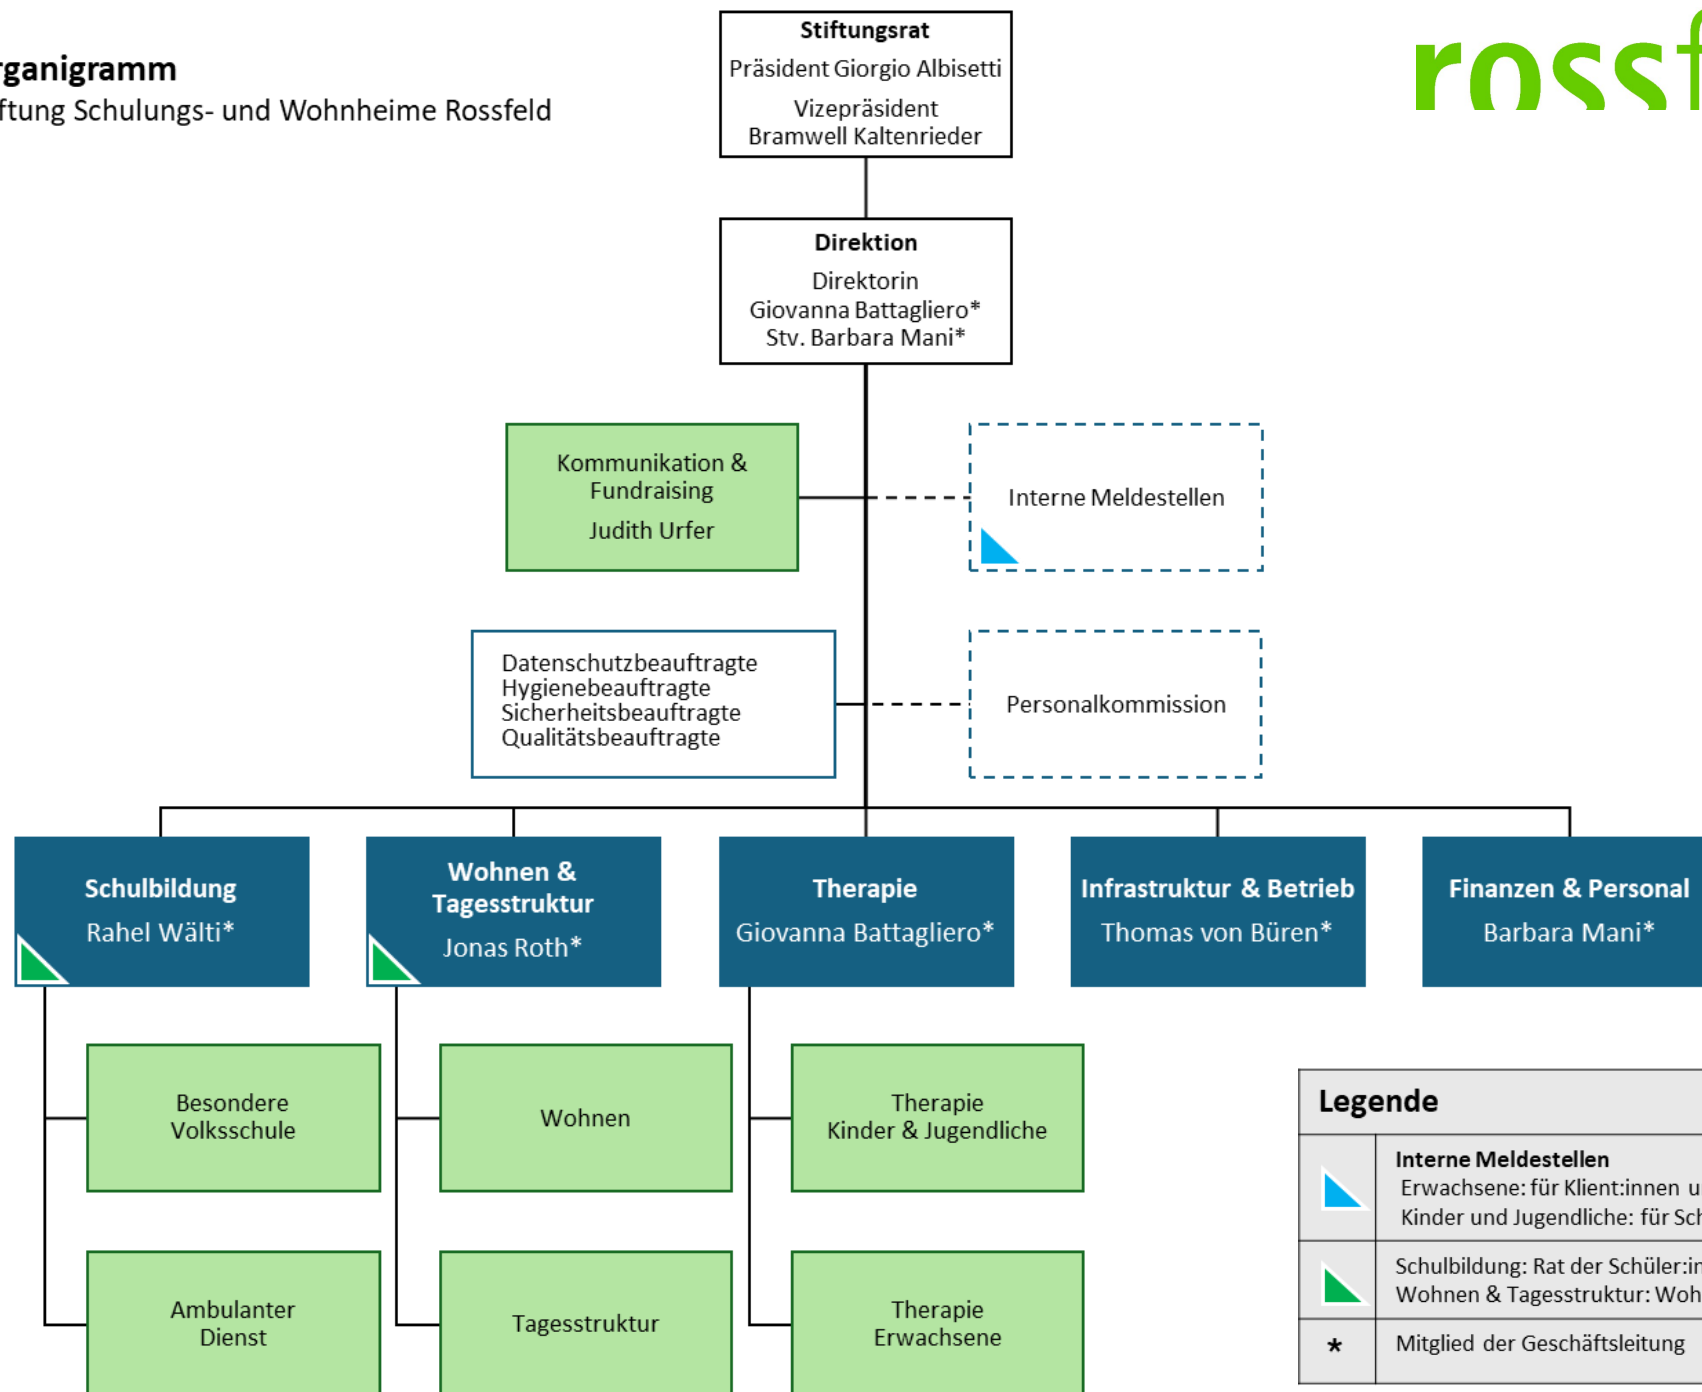 rganigramm
ftung Schulungs- und Wohnheime Rossfeld
rossf
Stiftungsrat
Präsident Giorgio Albisetti
Vizepräsident
Bramwell Kaltenrieder
Direktion
Direktorin
Giovanna Battagliero*
Stv. Barbara Mani*
Kommunikation &
Fundraising
Judith Urfer
Interne Meldestellen
Datenschutzbeauftragte
Hygienebeauftragte
Sicherheitsbeauftragte
Qualitätsbeauftragte
Personalkommission
Schulbildung
Rahel Wälti*
Wohnen &
Tagesstruktur
Jonas Roth*
Therapie
Giovanna Battagliero*
Infrastruktur & Betrieb
Thomas von Büren*
Finanzen & Personal
Barbara Mani*
Besondere
Volksschule
Wohnen
Therapie
Kinder & Jugendliche
Ambulanter
Dienst
Tagesstruktur
Therapie
Erwachsene
Legende
Interne Meldestellen
Erwachsene: für Klient:innen u
Kinder und Jugendliche: für Sch
Schulbildung: Rat der Schüler:in
Wohnen & Tagesstruktur: Woh
* Mitglied der Geschäftsleitung